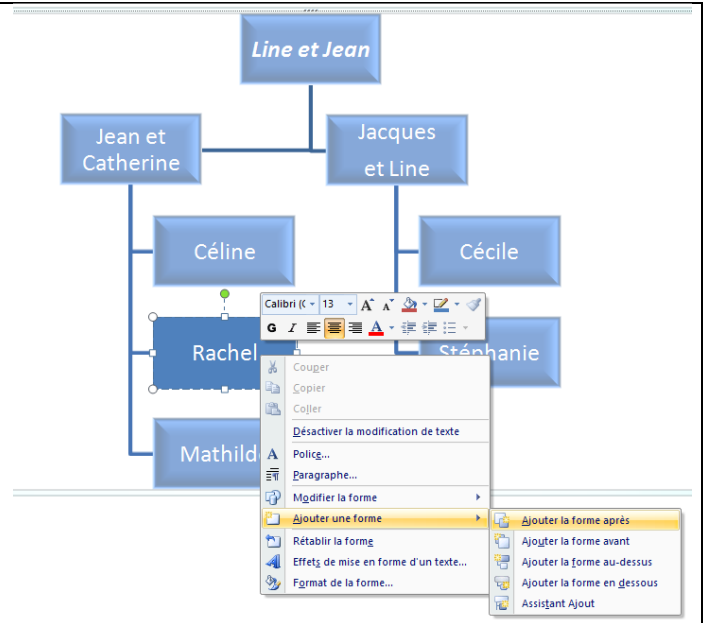 Line et Jean
Jean et
Catherine
Jacques
et Line
Céline
Cécile
Calibri (C
13
A A
G I A
Rachel
Stéphanie
Mathilde
Couper
Copier
Coller
Désactiver la modification de texte
A Police...
Paragraphe...
Modifier la forme
Ajouter une forme
Rétablir la forme
Effets de mise en forme d'un texte...
Format de la forme...
Ajouter la forme après
Ajouter la forme avant
Ajouter la forme au-dessus
Ajouter la forme en dessous
Assistant Ajout